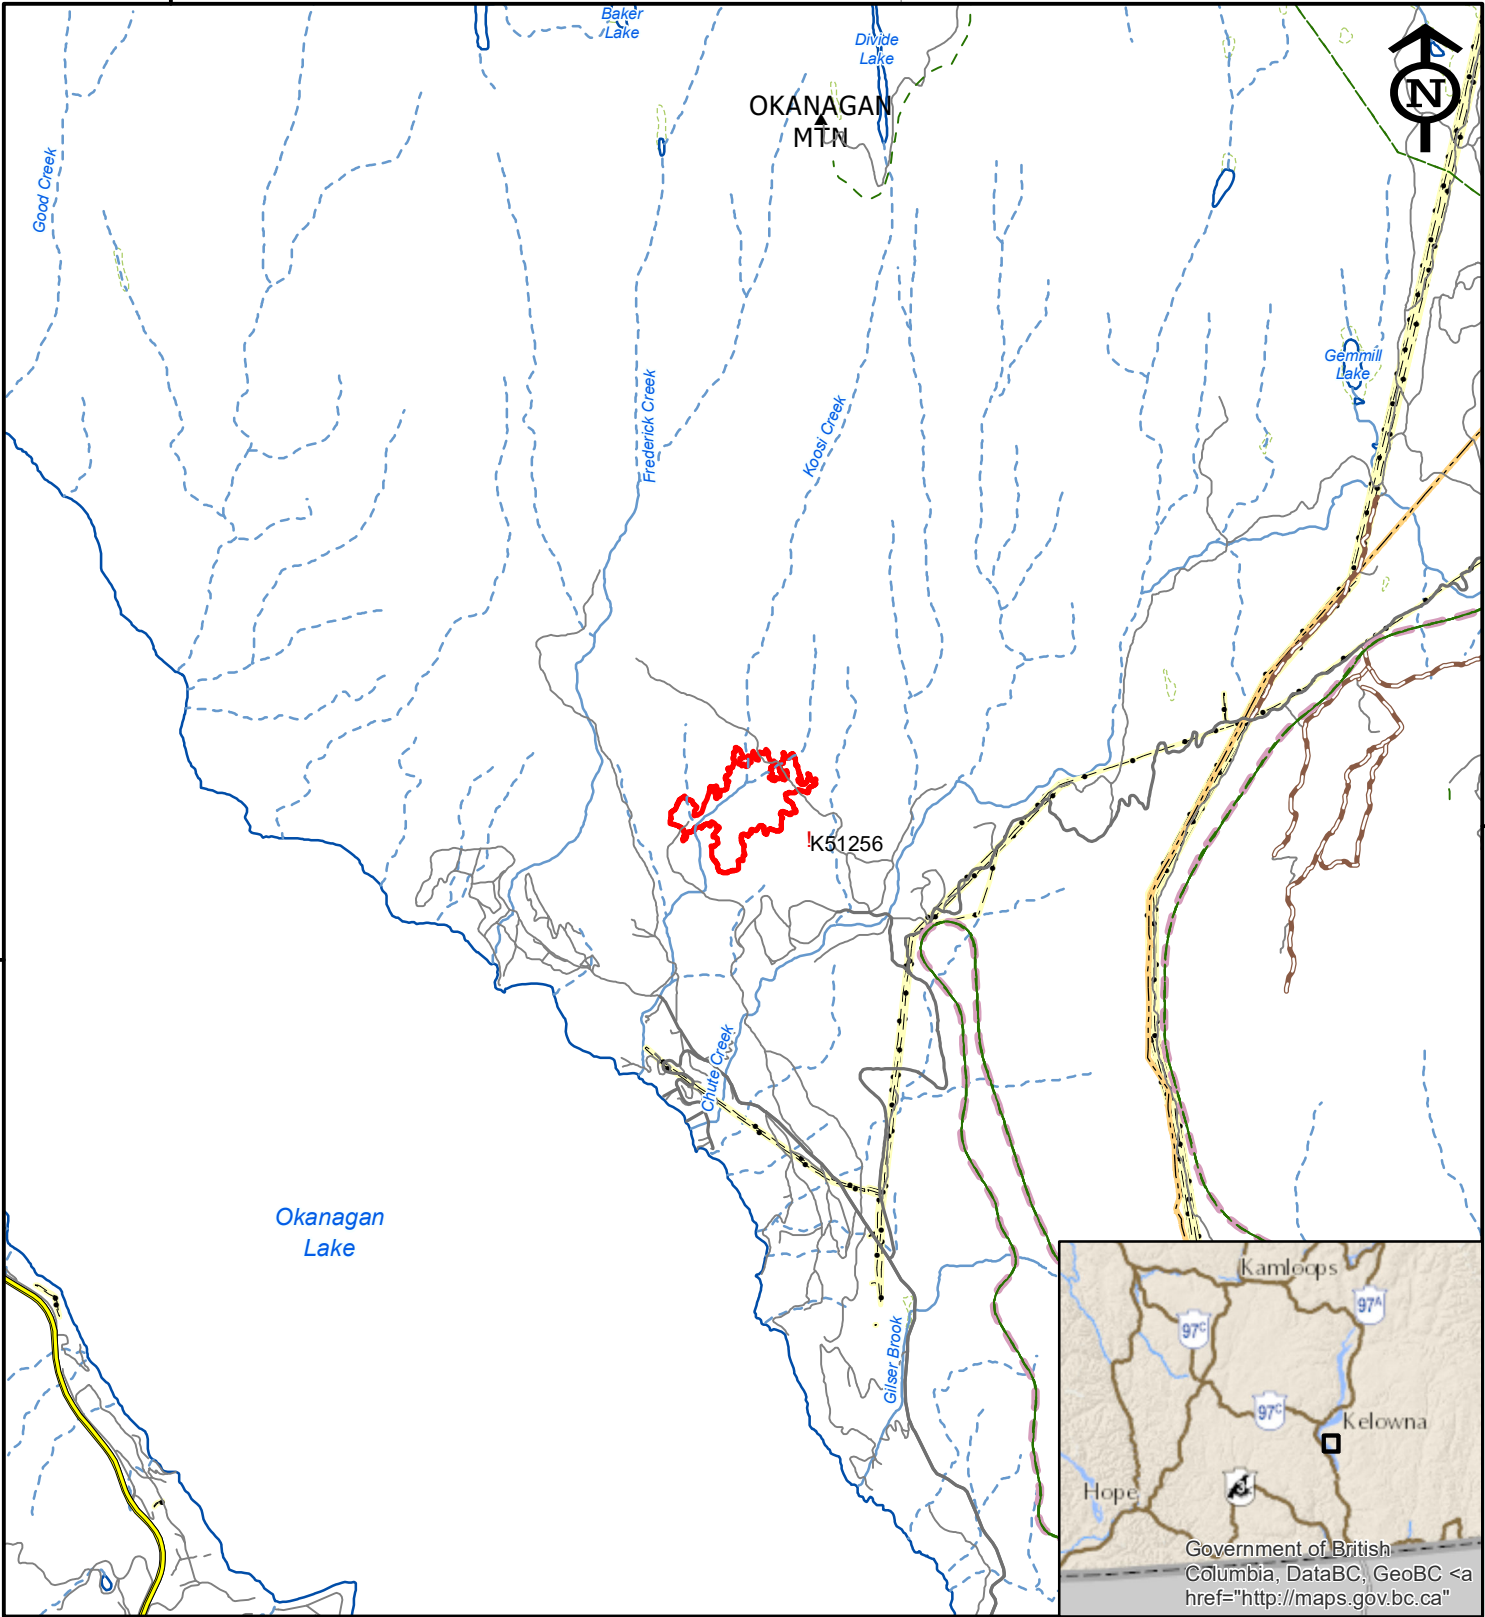 Baker
Lake
Divide
Lake
N
OKANAGAN
MTN
Good Creek
Gemmill
Lake
Frederick Creek
Koosi Creek
!K51256
Chute Creek
Okanagan
Lake
Gilser Brook
Kamloops
97A
97C
97C
Kelowna
3
Hope
Government of British
Columbia, DataBC, GeoBC <a
href="http://maps.gov.bc.ca"